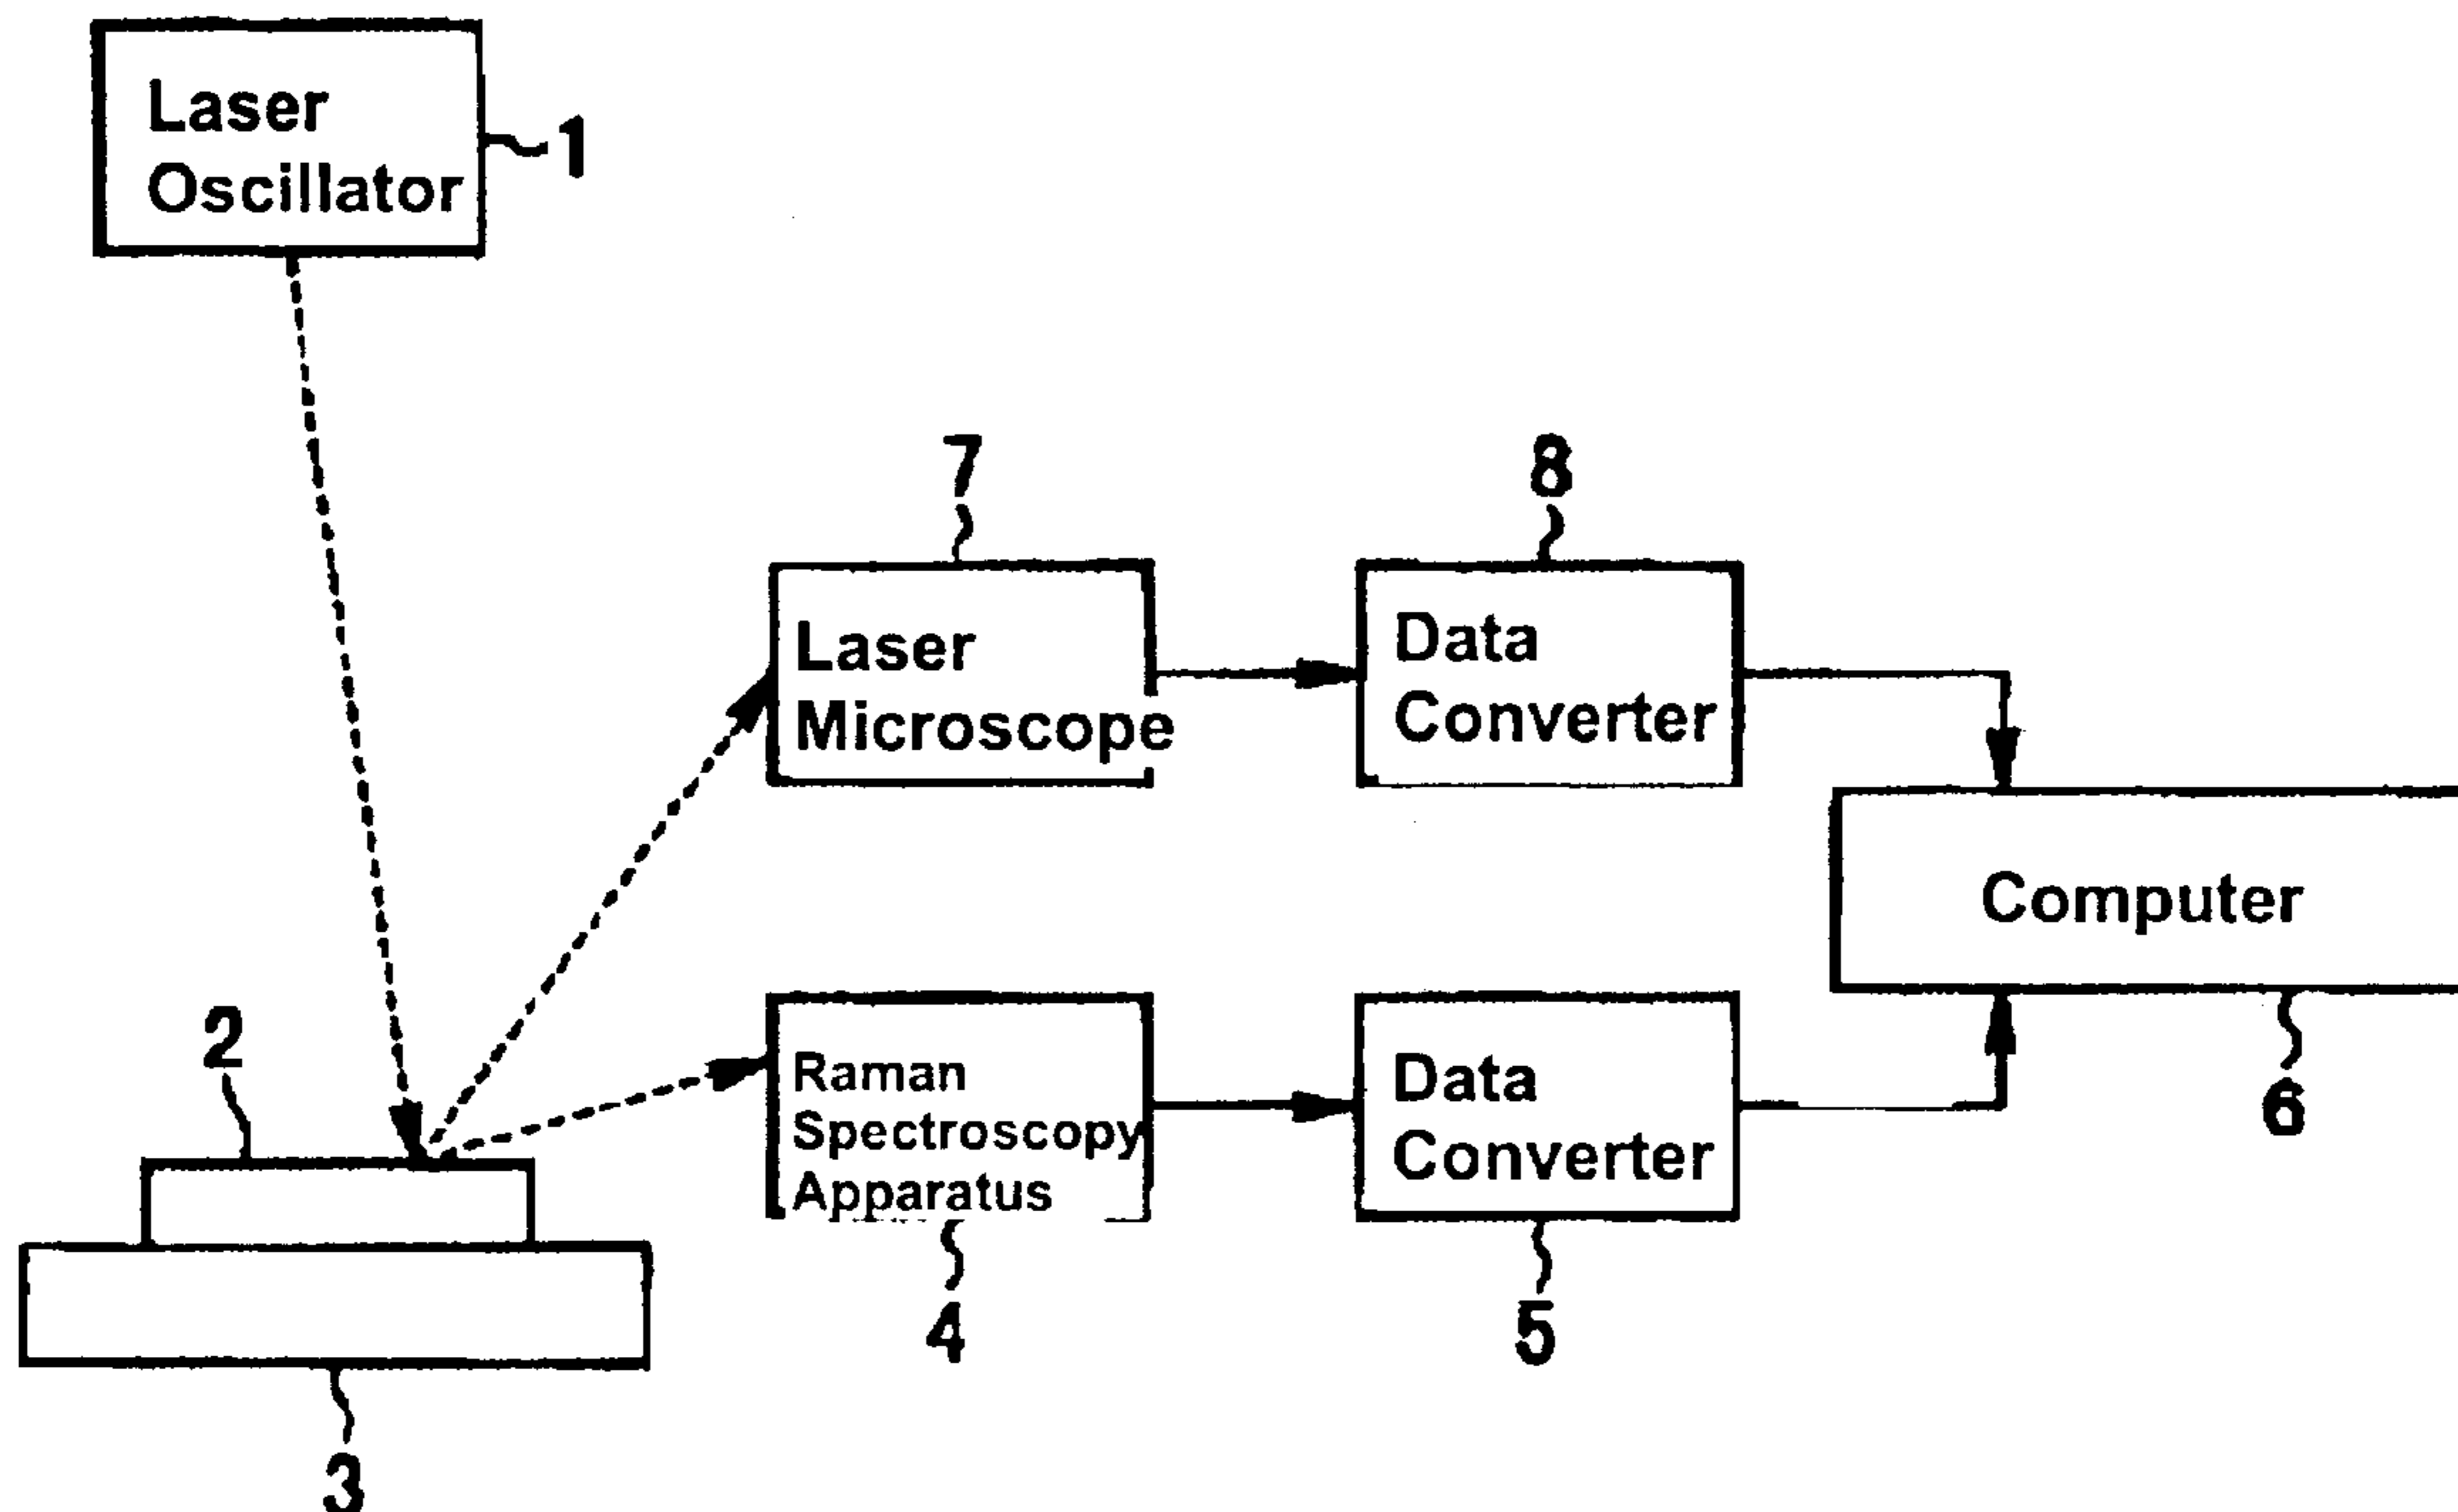 Laser
Oscillator
1
7
8
Laser
Microscope
Data
Converter
Computer
2
Raman
Spectroscopy
Apparatus
Data
Converter
6
4
5
3